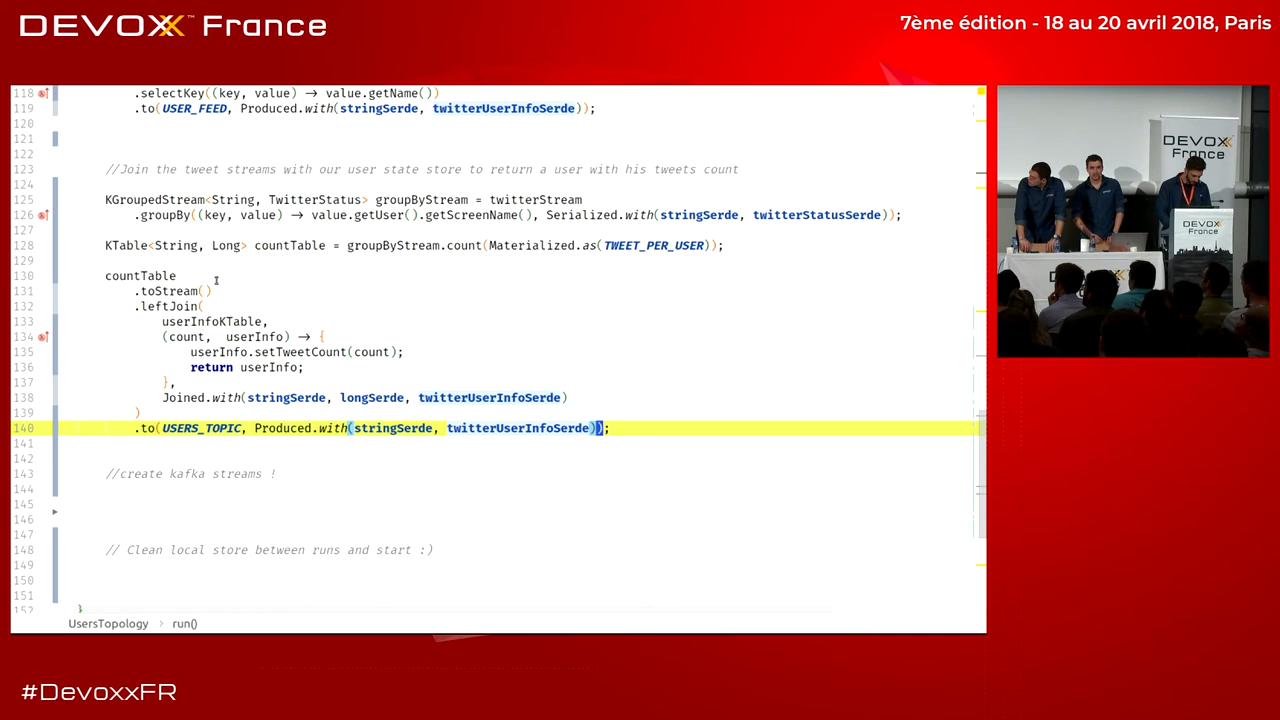 DEVOXX™ France
7ème édition - 18 au 20 avril 2018, Paris
118 .selectKey((key, value) → value.getName())
119 .to(USER_FEED, Produced.with(stringSerde, twitterUserInfoSerde));
120
121
122
123 //Join the tweet streams with our user state store to return a user with his tweets count
124
125 KGroupedStream<String, TwitterStatus> groupByStream = twitterStream
126 .groupBy((key, value) → value.getUser().getScreenName(), Serialized.with(stringSerde, twitterStatusSerde));
127
128 KTable<String, Long> countTable = groupByStream.count(Materialized.as(TWEET_PER_USER));
129
130 countTable
131 .toStream()
132 .leftJoin(
133 userInfoKTable,
134 (count, userInfo) → {
135 userInfo.setTweetCount(count);
136 return userInfo;
137 },
138 Joined.with(stringSerde, longSerde, twitterUserInfoSerde)
139 )
140 .to(USERS_TOPIC, Produced.with(stringSerde, twitterUserInfoSerde));
141
142
143 //create kafka streams !
144
145
146
147
148 // Clean local store between runs and start :)
149
150
151
152 }
UsersTopology > run()
DEVOXX
France
DEVOXX
France
DEVOXX
France
#DevoxxFR